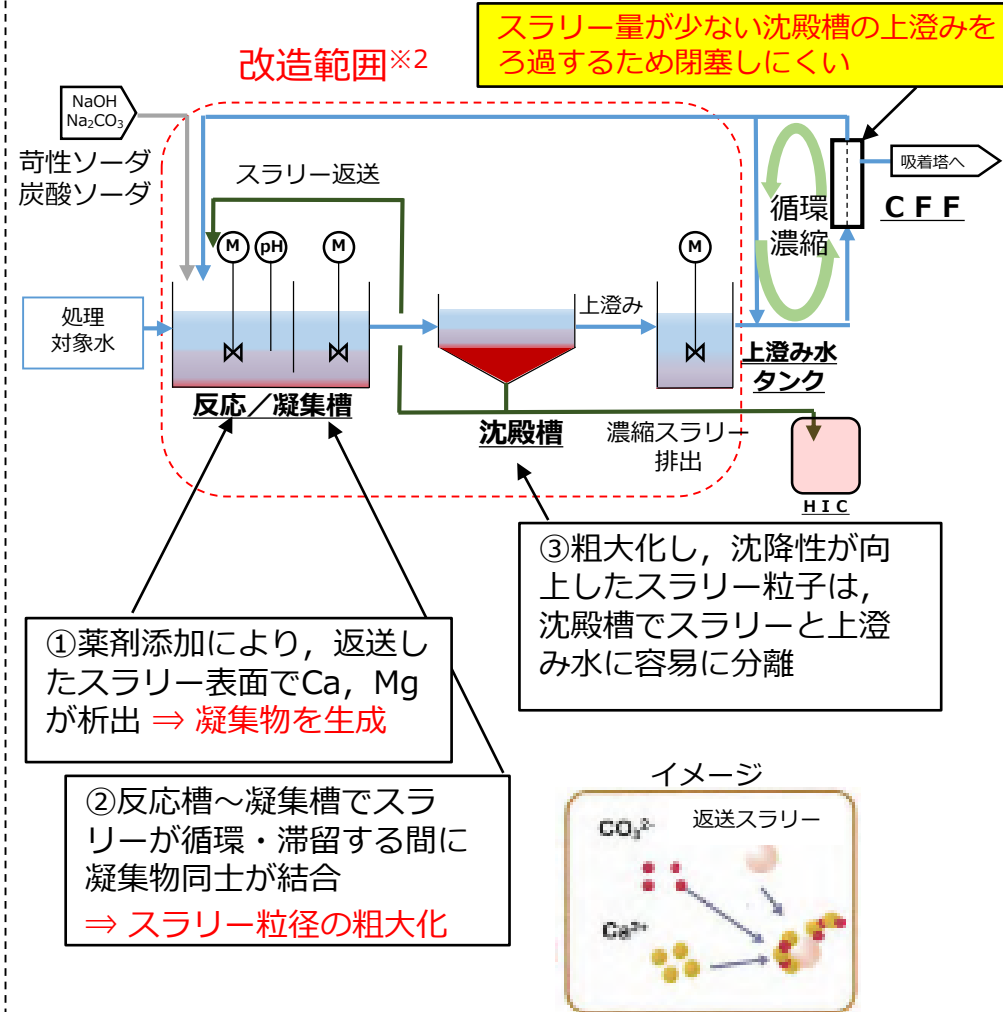 スラリー量が少ない沈殿槽の上澄みを
ろ過するため閉塞しにくい
改造範囲※2
NaOH
Na₂CO₃
苛性ソーダ
炭酸ソーダ
スラリー返送
吸着塔へ
ＣＦＦ
循環
濃縮
M
pH
M
M
処理
対象水
上澄み
上澄み水
タンク
反応／凝集槽
沈殿槽
濃縮スラリー
排出
ＨＩＣ
③粗大化し，沈降性が向
上したスラリー粒子は，
沈殿槽でスラリーと上澄
み水に容易に分離
①薬剤添加により，返送し
たスラリー表面でCa，Mg
が析出 ⇒ 凝集物を生成
②反応槽～凝集槽でスラ
リーが循環・滞留する間に
凝集物同士が結合
⇒ スラリー粒径の粗大化
イメージ
CO₃²⁻
返送スラリー
Ca²⁺